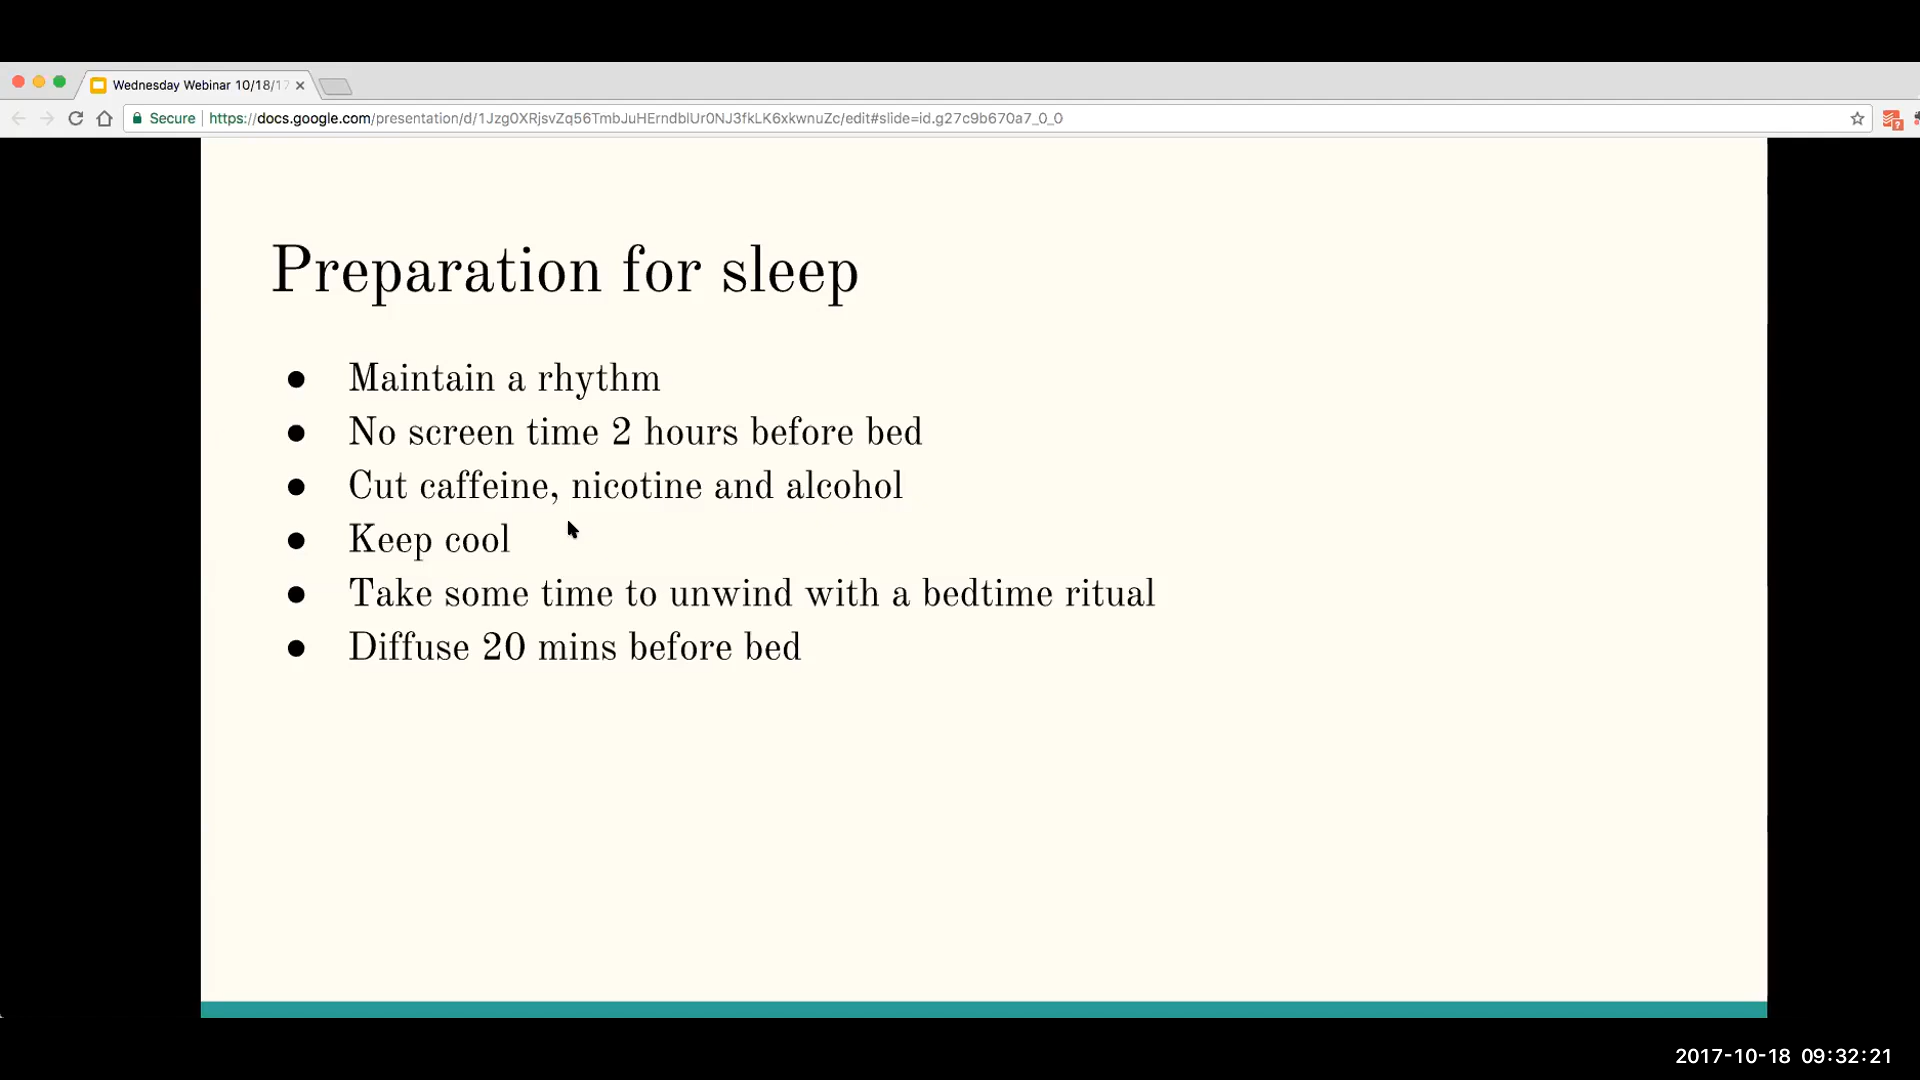 Wednesday Webinar 10/18/17
Secure https://docs.google.com/presentation/d/1Jzg0XRjsvZq56TmbJuHErndblUr0NJ3fkLK6xkwnuZc/edit#slide=id.g27c9b670a7_0_0
Preparation for sleep
● Maintain a rhythm
● No screen time 2 hours before bed
● Cut caffeine, nicotine and alcohol
● Keep cool
● Take some time to unwind with a bedtime ritual
● Diffuse 20 mins before bed
2017-10-18 09:32:21